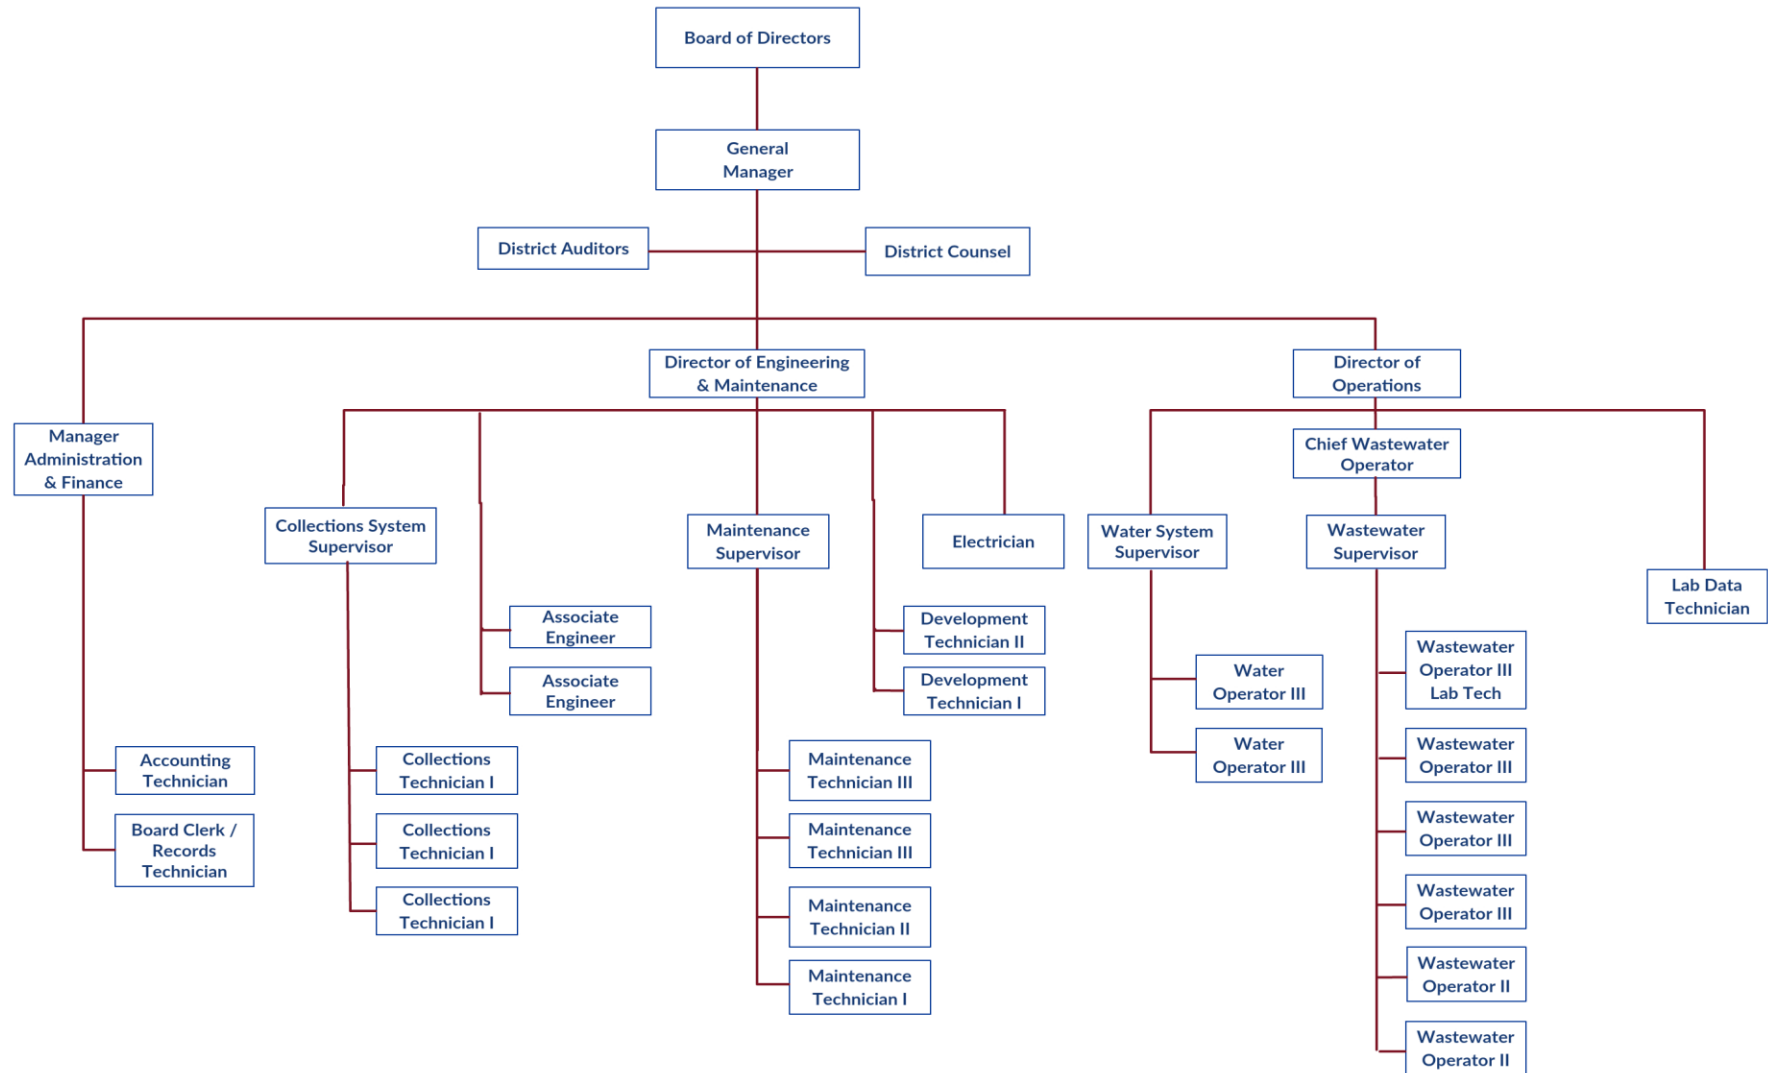 Board of Directors
General
Manager
District Auditors
District Counsel
Director of Engineering
& Maintenance
Director of
Operations
Manager
Administration
& Finance
Chief Wastewater
Operator
Collections System
Supervisor
Maintenance
Supervisor
Electrician
Water System
Supervisor
Wastewater
Supervisor
Lab Data
Technician
Associate
Engineer
Associate
Engineer
Development
Technician II
Development
Technician I
Water
Operator III
Water
Operator III
Wastewater
Operator III
Lab Tech
Wastewater
Operator III
Wastewater
Operator III
Wastewater
Operator III
Wastewater
Operator II
Wastewater
Operator II
Accounting
Technician
Board Clerk /
Records
Technician
Collections
Technician I
Collections
Technician I
Collections
Technician I
Maintenance
Technician III
Maintenance
Technician III
Maintenance
Technician II
Maintenance
Technician I